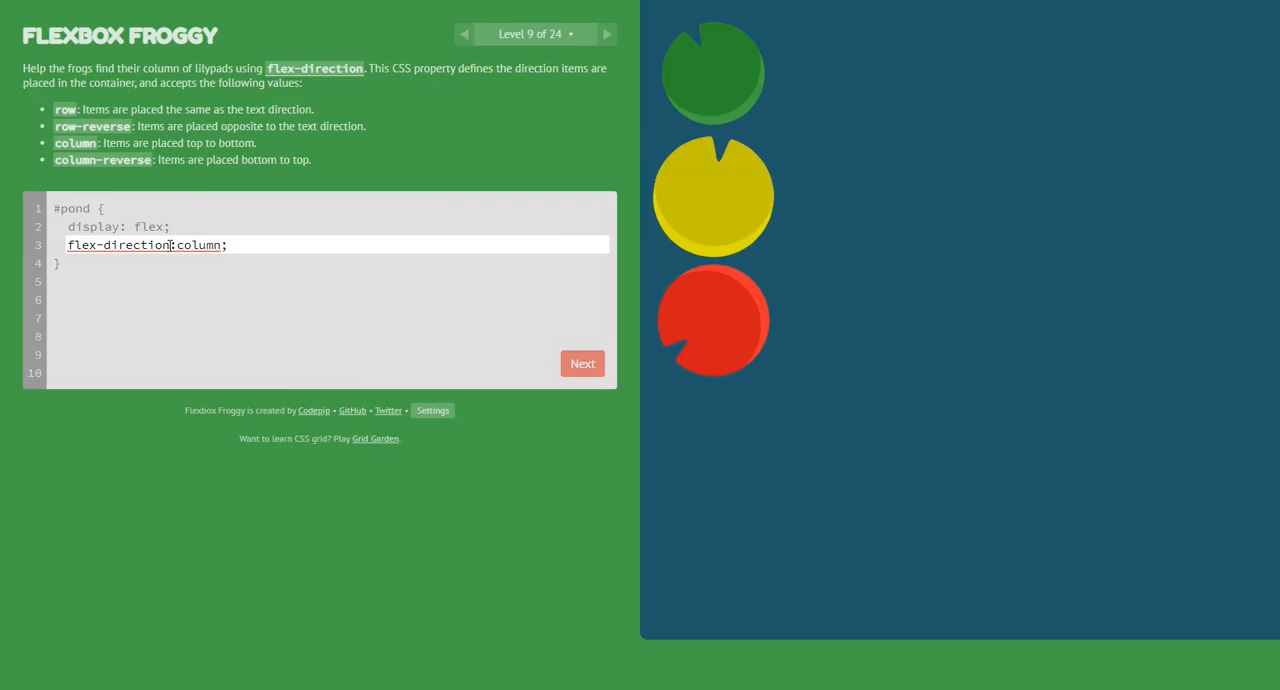 FLEXBOX FROGGY
◀ Level 9 of 24 ▾ ▶
Help the frogs find their column of lilypads using flex-direction. This CSS property defines the direction items are
placed in the container, and accepts the following values:
• row: Items are placed the same as the text direction.
• row-reverse: Items are placed opposite to the text direction.
• column: Items are placed top to bottom.
• column-reverse: Items are placed bottom to top.
1 #pond {
2 display: flex;
3 flex-direction:column;
4 }
5
6
7
8
9
10
Next
Flexbox Froggy is created by Codepip • GitHub • Twitter • Settings
Want to learn CSS grid? Play Grid Garden.